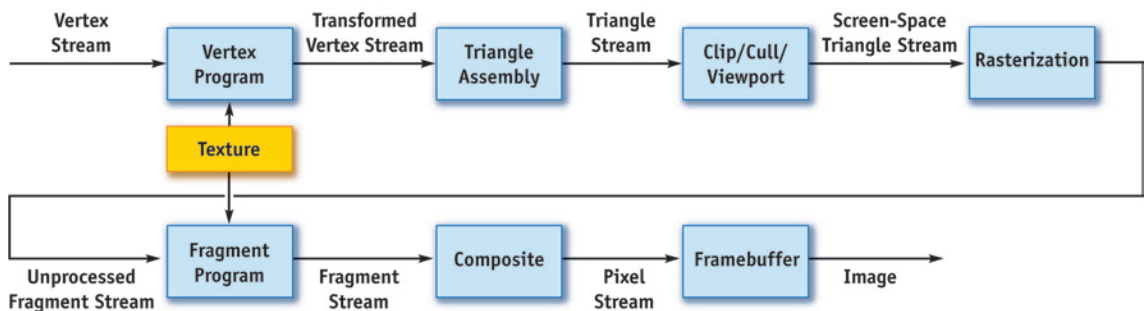 Vertex
Stream
Vertex
Program
Transformed
Vertex Stream
Triangle
Assembly
Triangle
Stream
Clip/Cull/
Viewport
Screen-Space
Triangle Stream
Rasterization
Texture
Unprocessed
Fragment Stream
Fragment
Program
Fragment
Stream
Composite
Pixel
Stream
Framebuffer
Image